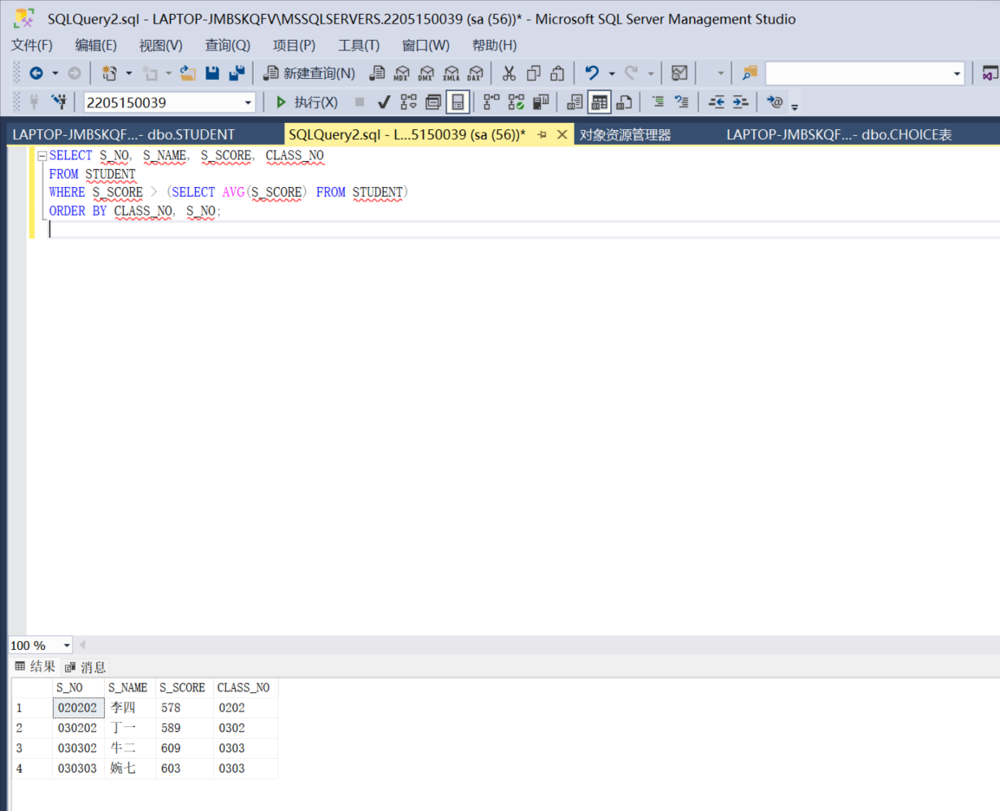 SQLQuery2.sql - LAPTOP-JMBSKQFV\MSSQLSERVERS.2205150039 (sa (56))* - Microsoft SQL Server Management Studio
文件(F) 编辑(E) 视图(V) 查询(Q) 项目(P) 工具(T) 窗口(W) 帮助(H)
新建查询(N) MDX DMX XMLA DAX
2205150039 执行(X)
LAPTOP-JMBSKQF...- dbo.STUDENT SQLQuery2.sql - L...5150039 (sa (56))* 对象资源管理器 LAPTOP-JMBSKQF...- dbo.CHOICE表
SELECT S_NO, S_NAME, S_SCORE, CLASS_NO
FROM STUDENT
WHERE S_SCORE > (SELECT AVG(S_SCORE) FROM STUDENT)
ORDER BY CLASS_NO, S_NO;
100 %
结果 消息
S_NO S_NAME S_SCORE CLASS_NO
1 020202 李四 578 0202
2 030202 丁一 589 0302
3 030302 牛二 609 0303
4 030303 婉七 603 0303